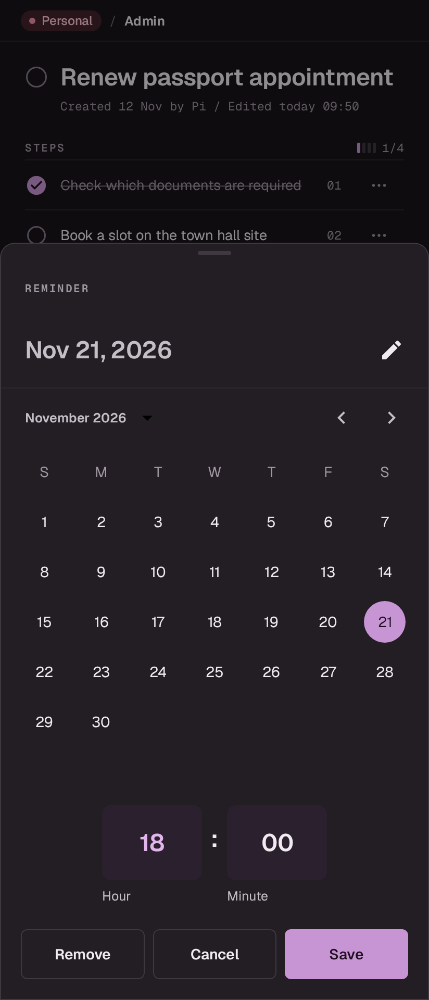 Personal / Admin
Renew passport appointment
Created 12 Nov by Pi / Edited today 09:50
STEPS 1/4
Check which documents are required 01
Book a slot on the town hall site 02
REMINDER
Nov 21, 2026
November 2026
S M T W T F S
1 2 3 4 5 6 7
8 9 10 11 12 13 14
15 16 17 18 19 20 21
22 23 24 25 26 27 28
29 30
18 : 00
Hour Minute
Remove Cancel Save